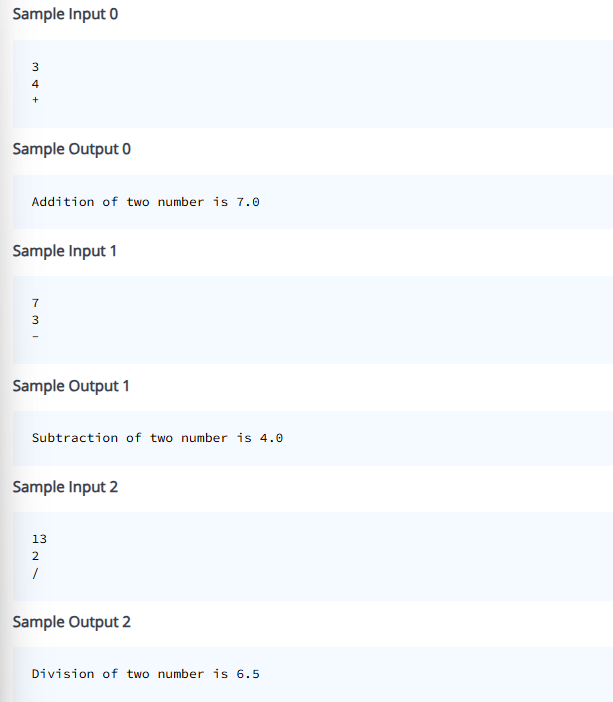 Sample Input 0
3
4
+
Sample Output 0
Addition of two number is 7.0
Sample Input 1
7
3
-
Sample Output 1
Subtraction of two number is 4.0
Sample Input 2
13
2
/
Sample Output 2
Division of two number is 6.5